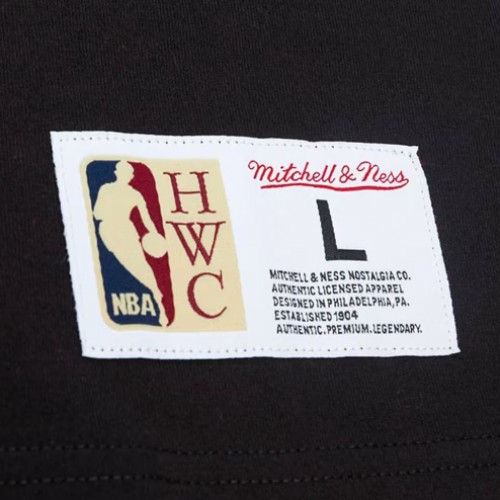 NBA
H
W
C
Mitchell & Ness
L
MITCHELL & NESS NOSTALGIA CO.
AUTHENTIC LICENSED APPAREL
DESIGNED IN PHILADELPHIA, PA.
ESTABLISHED 1904
AUTHENTIC. PREMIUM. LEGENDARY.